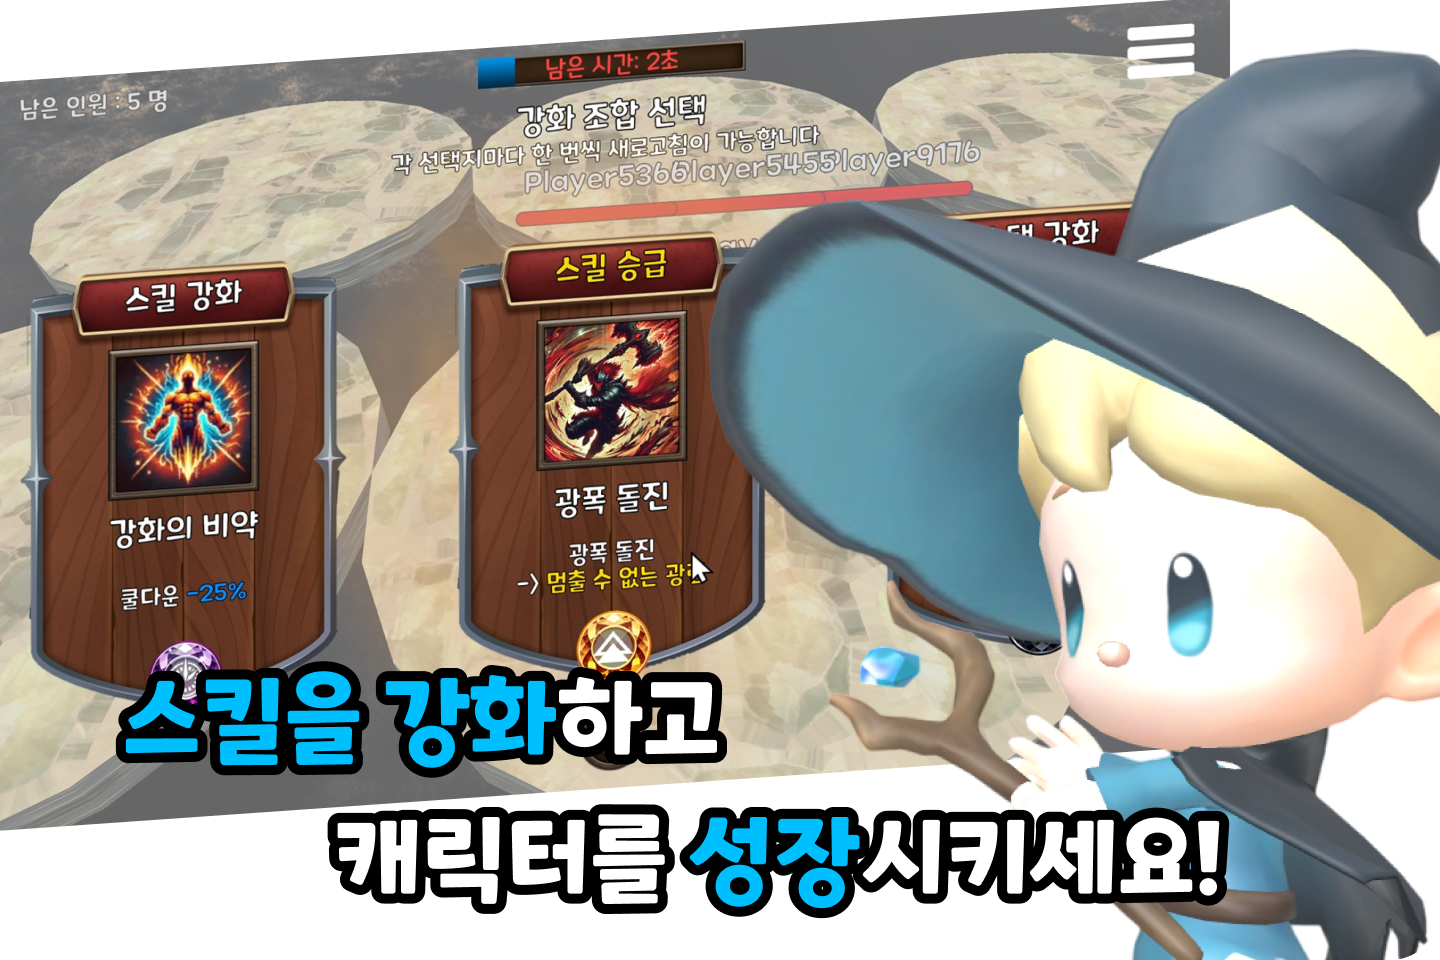 남은 시간: 2초
남은 인원 : 5 명
강화 조합 선택
각 선택지마다 한 번씩 새로고침이 가능합니다
Player5366layer5455layer9176
스킬 강화
스킬 승급
강화
강화의 비약
쿨다운 -25%
광폭 돌진
광폭 돌진
-> 멈출 수 없는
스킬을 강화하고
캐릭터를 성장시키세요!